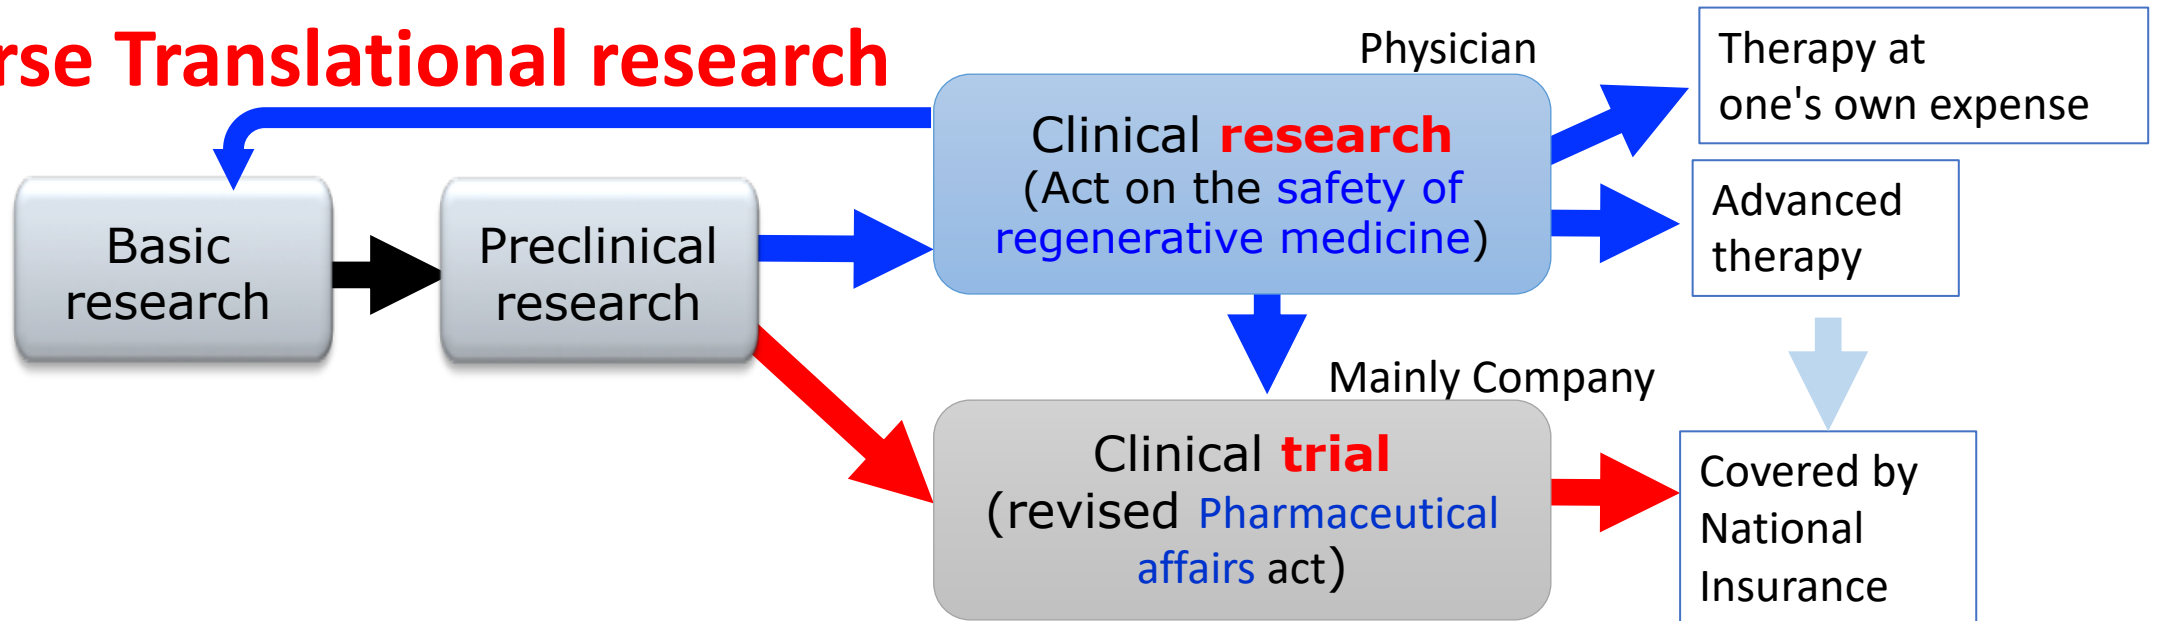 rse Translational research
Physician
Therapy at
one's own expense
Clinical research
(Act on the safety of
regenerative medicine)
Advanced
therapy
Basic
research
Preclinical
research
Mainly Company
Clinical trial
(revised Pharmaceutical
affairs act)
Covered by
National
Insurance